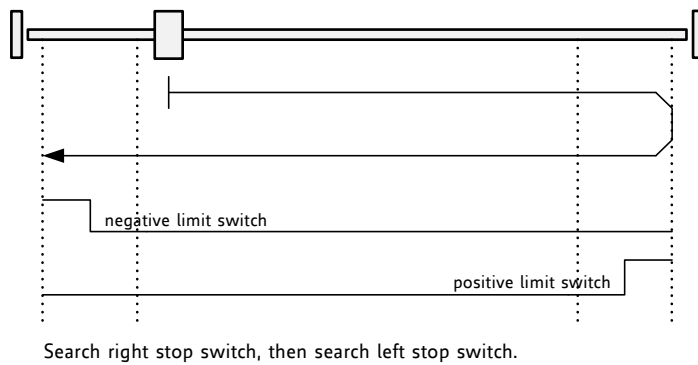 negative limit switch
positive limit switch
Search right stop switch, then search left stop switch.